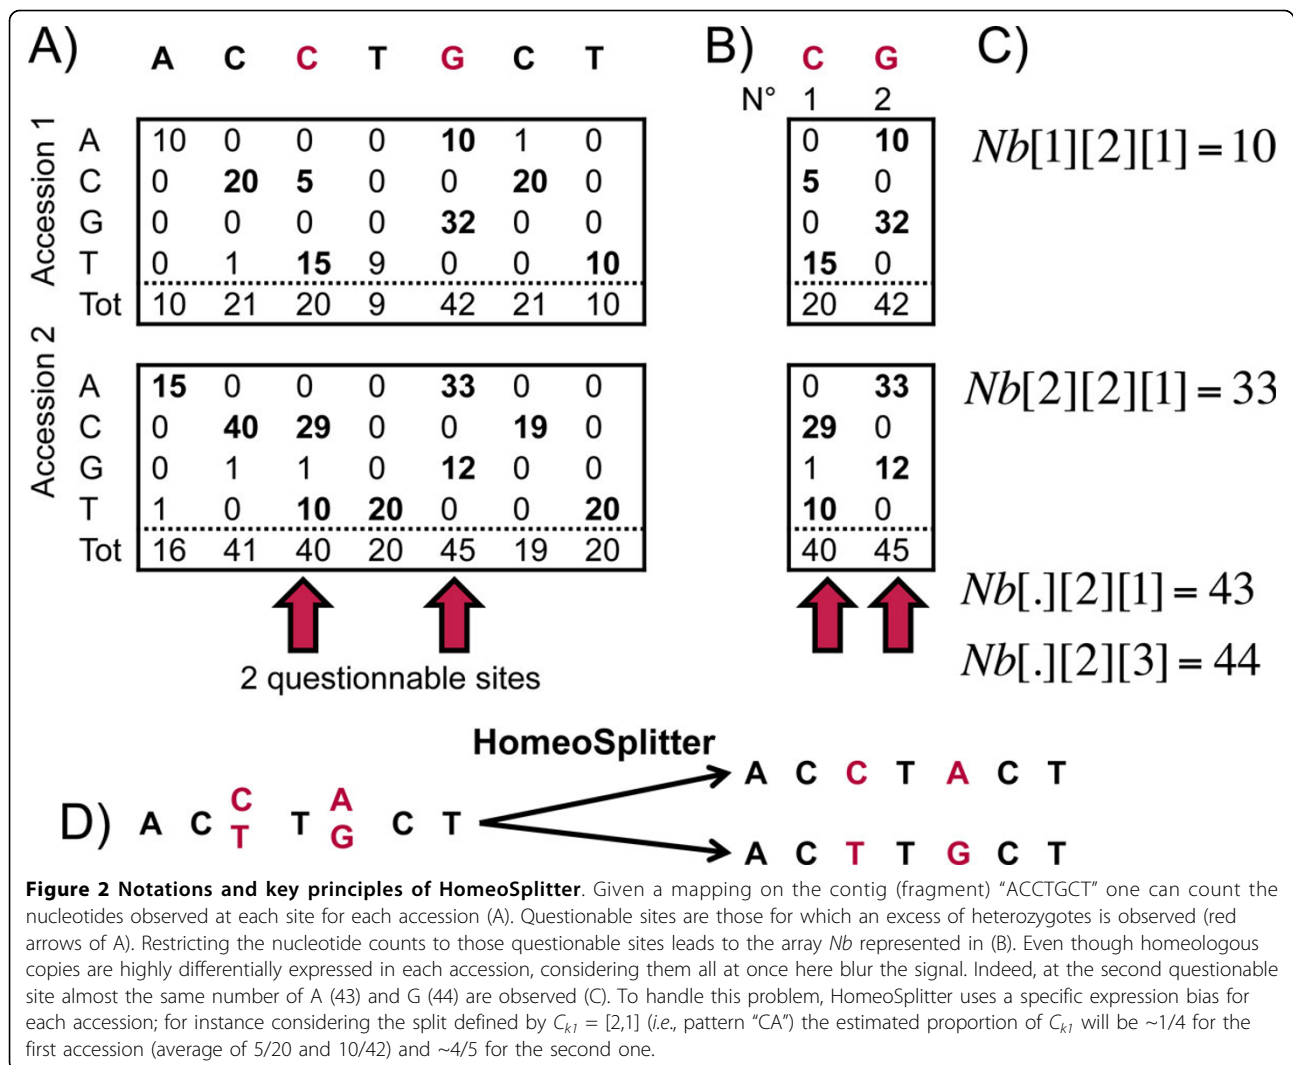 A) A C C T G C T
B) C G
C)
N° 1 2
Accession 1
A 10 0 0 0 10 1 0
C 0 20 5 0 0 20 0
G 0 0 0 0 32 0 0
T 0 1 15 9 0 0 10
Tot 10 21 20 9 42 21 10
0 10
5 0
0 32
15 0
20 42
Nb[1][2][1] = 10
Accession 2
A 15 0 0 0 33 0 0
C 0 40 29 0 0 19 0
G 0 1 1 0 12 0 0
T 1 0 10 20 0 0 20
Tot 16 41 40 20 45 19 20
0 33
29 0
1 12
10 0
40 45
Nb[2][2][1] = 33
Nb[.][2][1] = 43
Nb[.][2][3] = 44
2 questionnable sites
HomeoSplitter
D) A C C T A C T
T G
A C C T A C T
A C T T G C T
Figure 2 Notations and key principles of HomeoSplitter. Given a mapping on the contig (fragment) “ACCTGCT” one can count the
nucleotides observed at each site for each accession (A). Questionable sites are those for which an excess of heterozygotes is observed (red
arrows of A). Restricting the nucleotide counts to those questionable sites leads to the array Nb represented in (B). Even though homeologous
copies are highly differentially expressed in each accession, considering them all at once here blur the signal. Indeed, at the second questionable
site almost the same number of A (43) and G (44) are observed (C). To handle this problem, HomeoSplitter uses a specific expression bias for
each accession; for instance considering the split defined by Ck1 = [2,1] (i.e., pattern “CA”) the estimated proportion of Ck1 will be ~1/4 for the
first accession (average of 5/20 and 10/42) and ~4/5 for the second one.